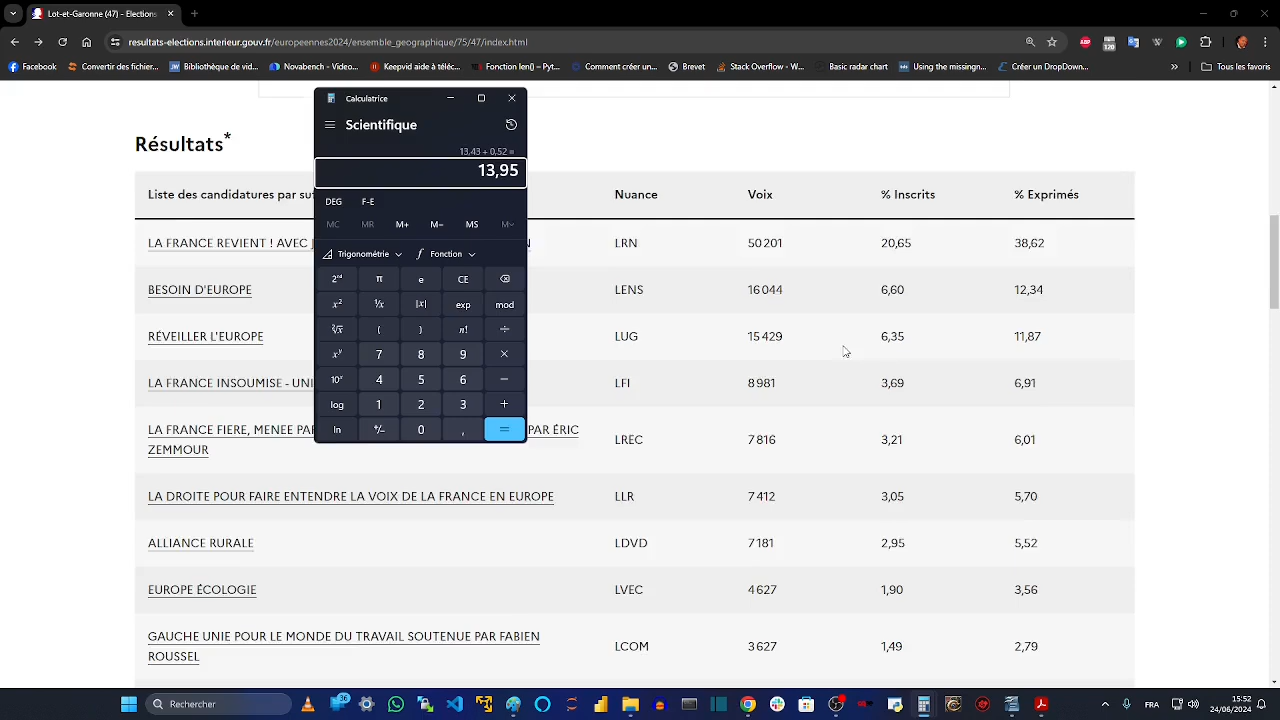 Lot-et-Garonne (47) - Elections
resultats-elections.interieur.gouv.fr/europeennes2024/ensemble_geographique/75/47/index.html
120
Facebook Convertir des fichier... Bibliothèque de vid... Novabench - Video... Keepvid aide à téléc... Fonction len() – Pyt... Comment créer un... Brevet Stack Overflow - W... Basic radar chart Using the missingn... Créer un DropDown... » Tous les favoris
Calculatrice
Scientifique
13,43 + 0,52 =
13,95
DEG F-E
MC MR M+ M- MS M
Trigonométrie Fonction
2nd π e CE
x² ¹/x |x| exp mod
( ) n! ÷
xʸ 7 8 9 ×
10ˣ 4 5 6 −
log 1 2 3 +
ln +/− 0 , =
Résultats*
Liste des candidatures par Nuance Voix % Inscrits % Exprimés
LA FRANCE REVIENT ! AVEC LRN 50 201 20,65 38,62
BESOIN D'EUROPE LENS 16 044 6,60 12,34
RÉVEILLER L'EUROPE LUG 15 429 6,35 11,87
LA FRANCE INSOUMISE - UNI LFI 8 981 3,69 6,91
LA FRANCE FIERE, MENEE PAR ÉRIC
ZEMMOUR LREC 7 816 3,21 6,01
LA DROITE POUR FAIRE ENTENDRE LA VOIX DE LA FRANCE EN EUROPE LLR 7 412 3,05 5,70
ALLIANCE RURALE LDVD 7 181 2,95 5,52
EUROPE ÉCOLOGIE LVEC 4 627 1,90 3,56
GAUCHE UNIE POUR LE MONDE DU TRAVAIL SOUTENUE PAR FABIEN
ROUSSEL LCOM 3 627 1,49 2,79
Rechercher
36
FRA
15:52
24/06/2024